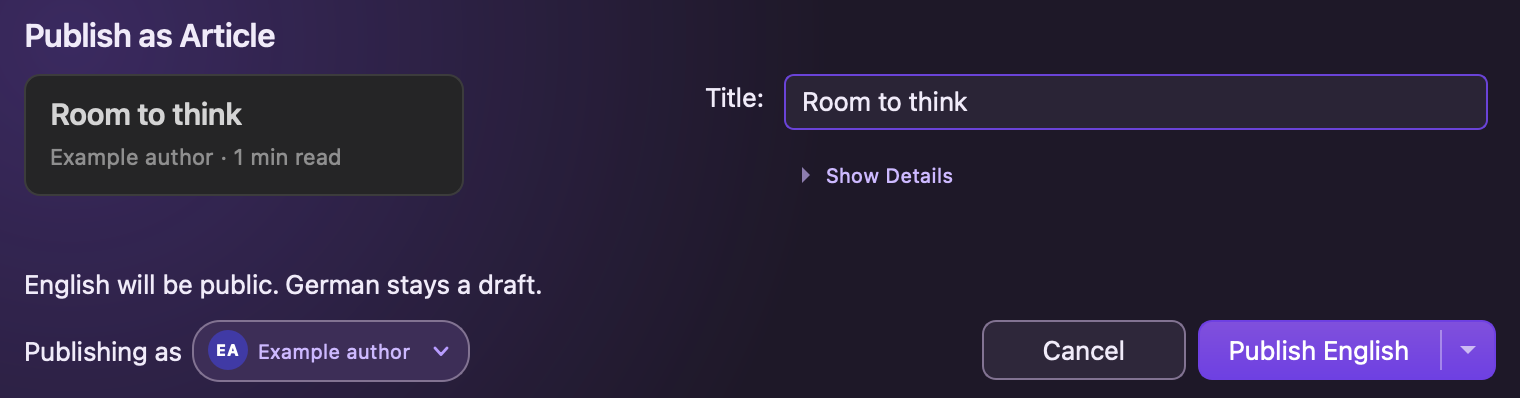 Publish as Article
Room to think
Example author · 1 min read
Title:
Room to think
Show Details
English will be public. German stays a draft.
Publishing as
EA
Example author
Cancel
Publish English